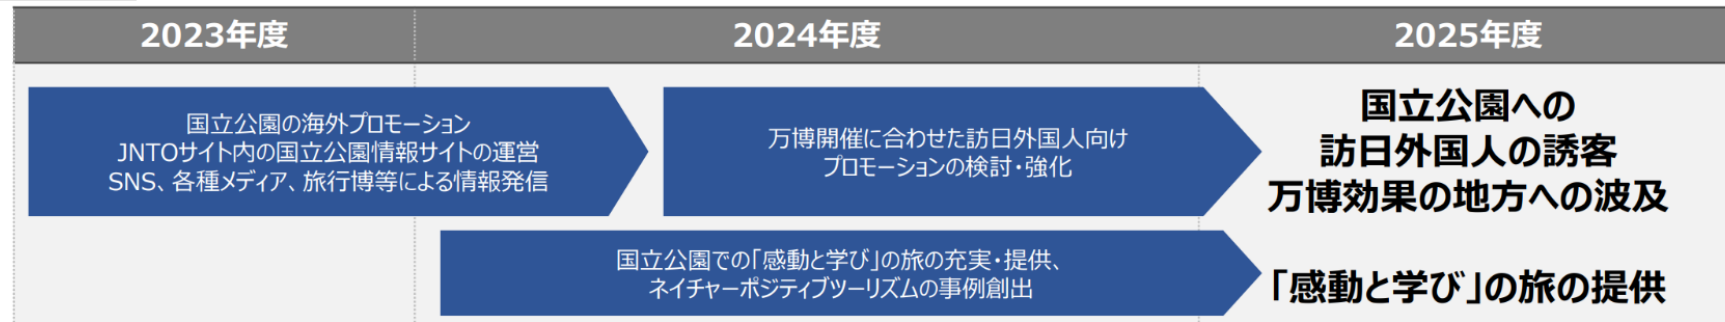 2023年度
2024年度
2025年度
国立公園の海外プロモーション
JNTOサイト内の国立公園情報サイトの運営
SNS、各種メディア、旅行博等による情報発信
万博開催に合わせた訪日外国人向け
プロモーションの検討・強化
国立公園への
訪日外国人の誘客
万博効果の地方への波及
国立公園での「感動と学び」の旅の充実・提供、
ネイチャーポジティブツーリズムの事例創出
「感動と学び」の旅の提供